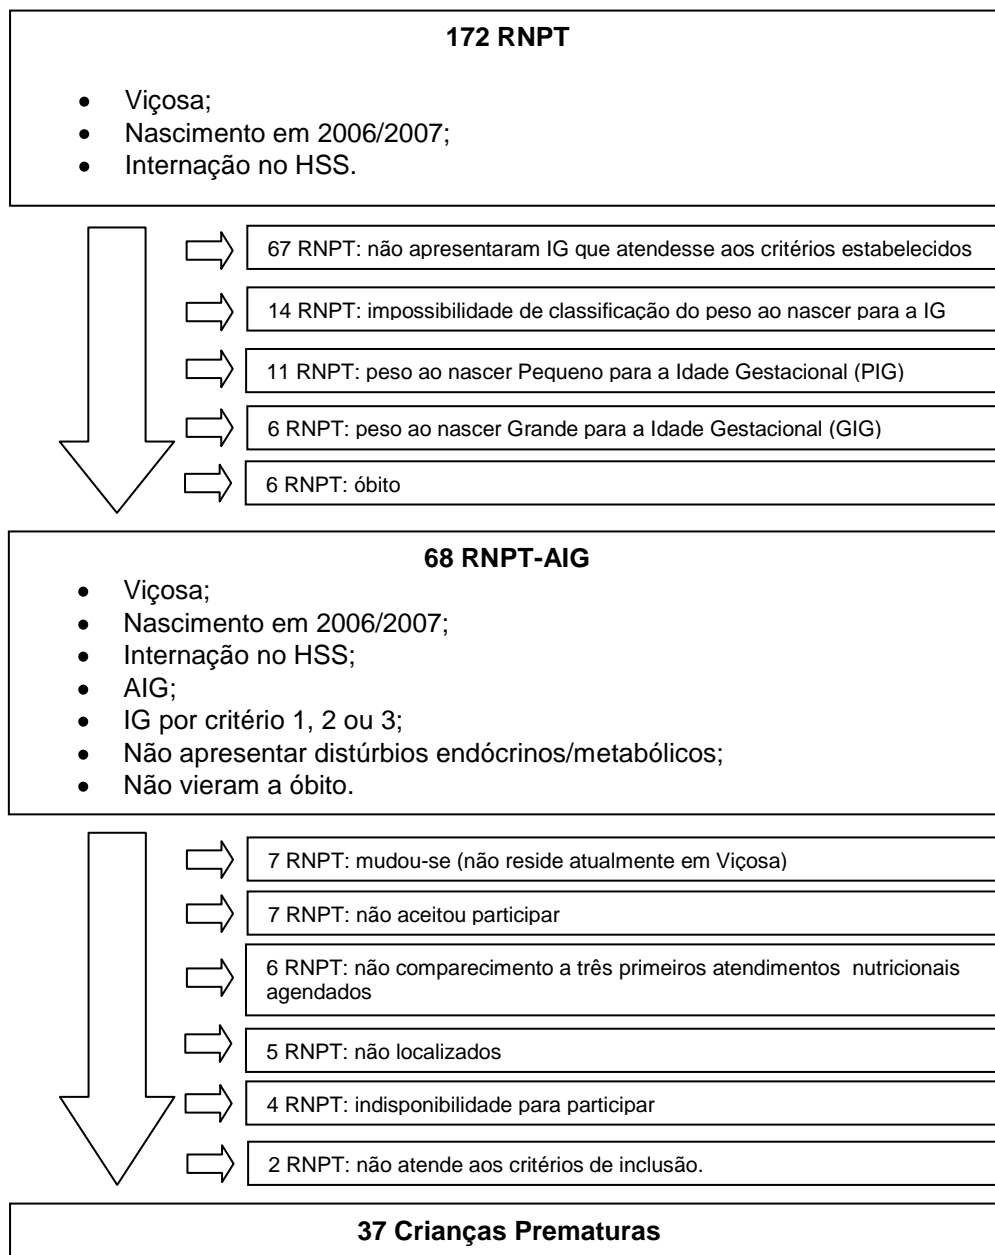 172 RNPT
• Viçosa;
• Nascimento em 2006/2007;
• Internação no HSS.
67 RNPT: não apresentaram IG que atendesse aos critérios estabelecidos
14 RNPT: impossibilidade de classificação do peso ao nascer para a IG
11 RNPT: peso ao nascer Pequeno para a Idade Gestacional (PIG)
6 RNPT: peso ao nascer Grande para a Idade Gestacional (GIG)
6 RNPT: óbito
68 RNPT-AIG
• Viçosa;
• Nascimento em 2006/2007;
• Internação no HSS;
• AIG;
• IG por critério 1, 2 ou 3;
• Não apresentar distúrbios endócrinos/metabólicos;
• Não vieram a óbito.
7 RNPT: mudou-se (não reside atualmente em Viçosa)
7 RNPT: não aceitou participar
6 RNPT: não comparecimento a três primeiros atendimentos nutricionais
agendados
5 RNPT: não localizados
4 RNPT: indisponibilidade para participar
2 RNPT: não atende aos critérios de inclusão.
37 Crianças Prematuras